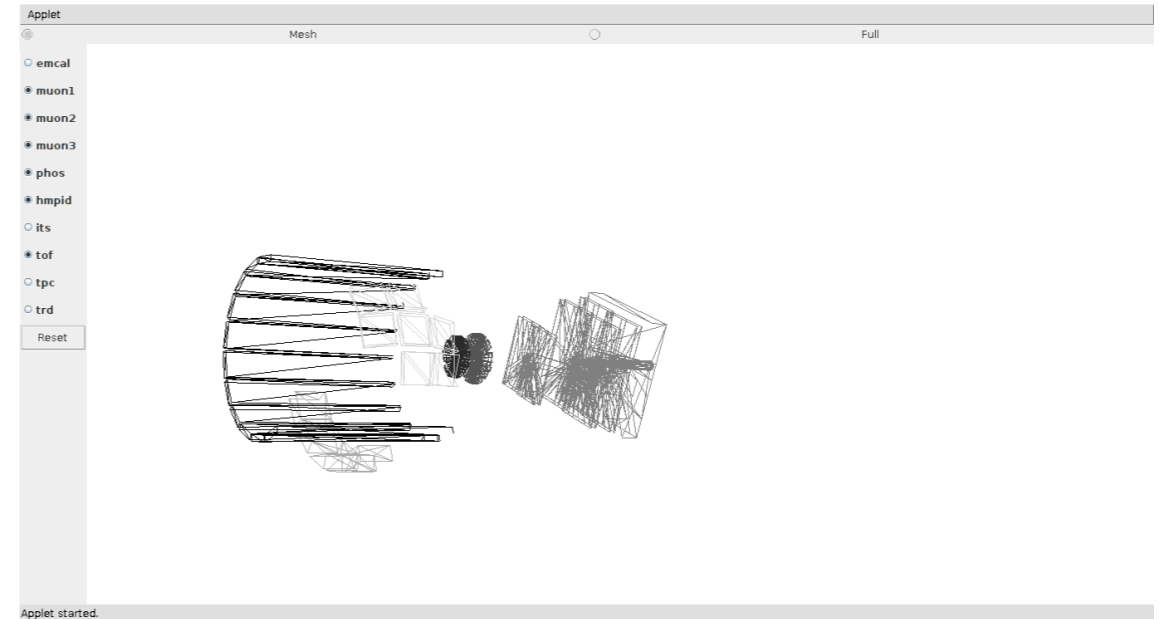 Applet
Mesh Full
emcal
muon1
muon2
muon3
phos
hmpid
its
tof
tpc
trd
Reset
Applet started.